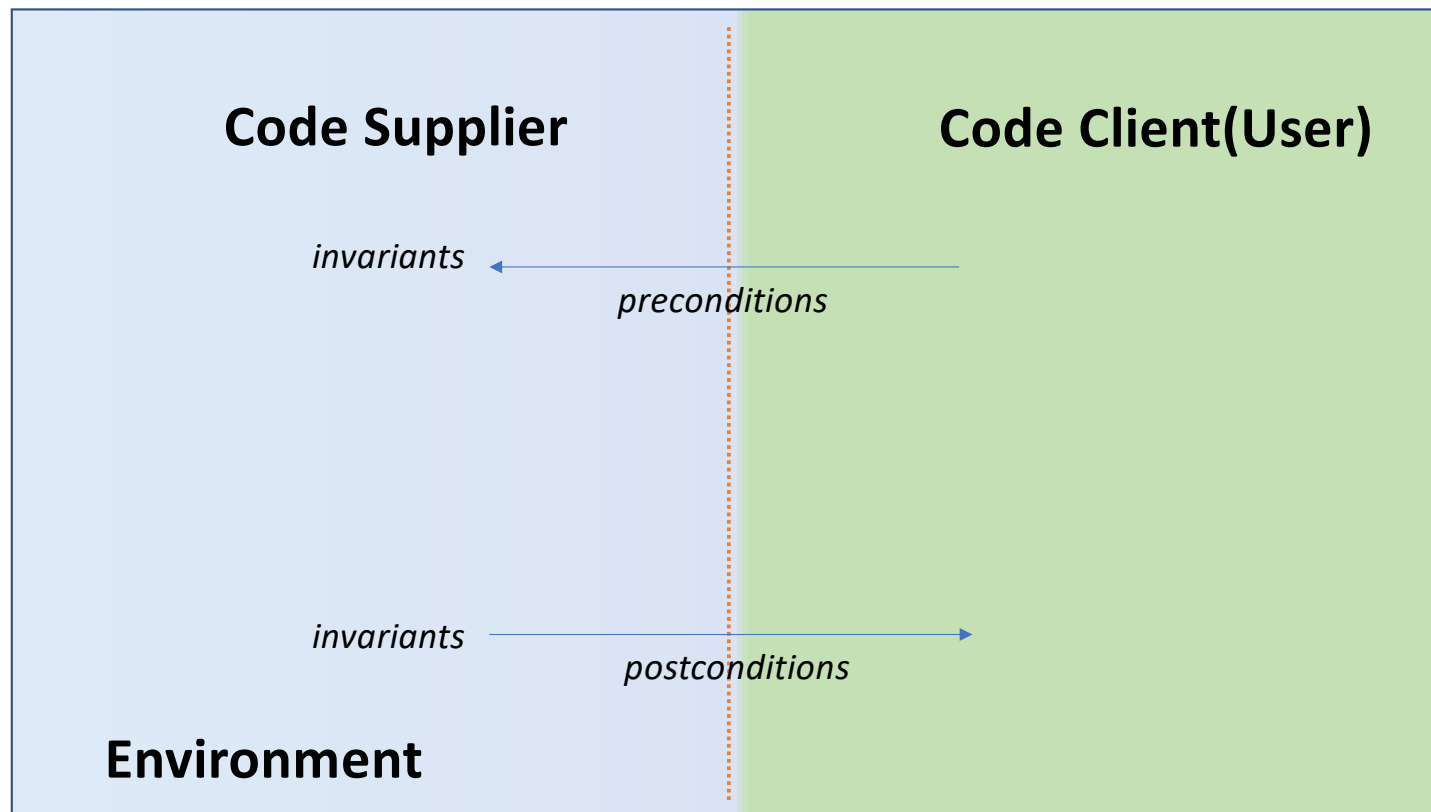 Code Supplier
Code Client(User)
invariants
preconditions
invariants
postconditions
Environment